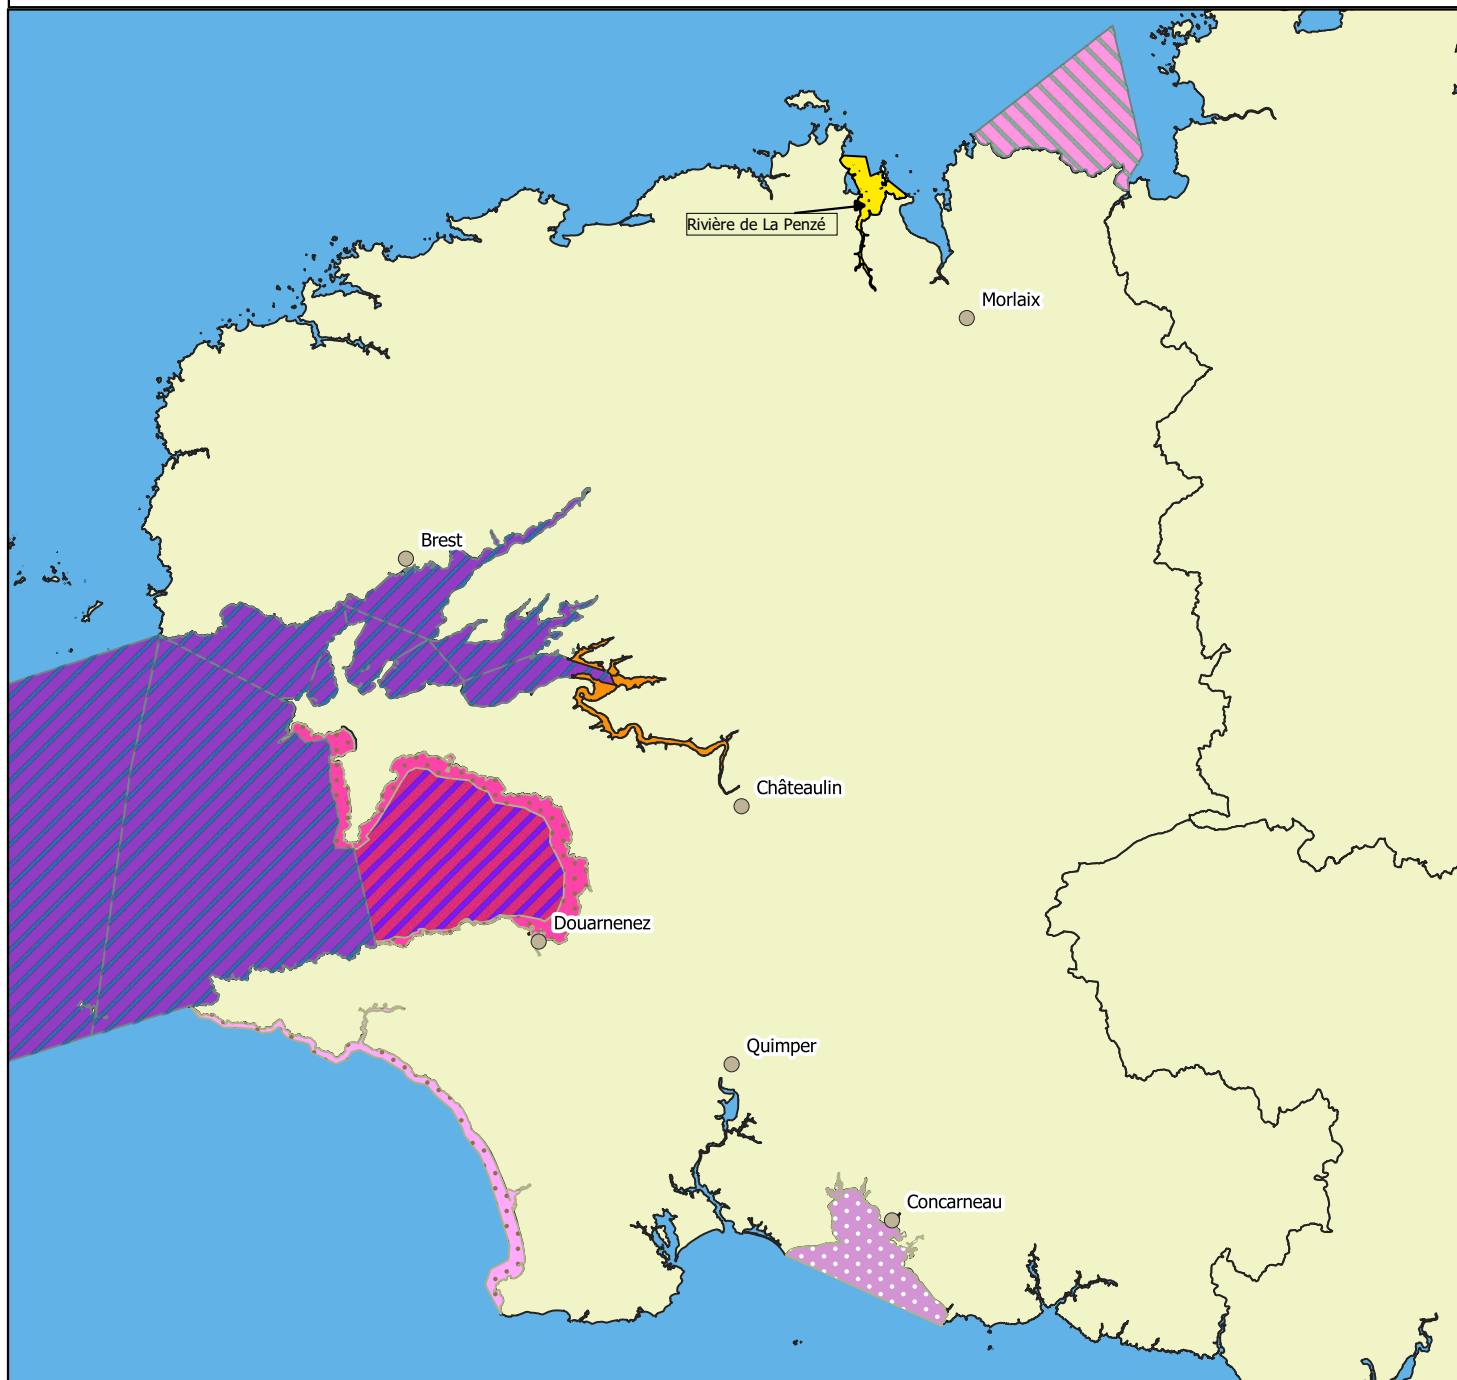 Rivière de La Penzé
Morlaix
Brest
Châteaulin
Douarnenez
Quimper
Concarneau